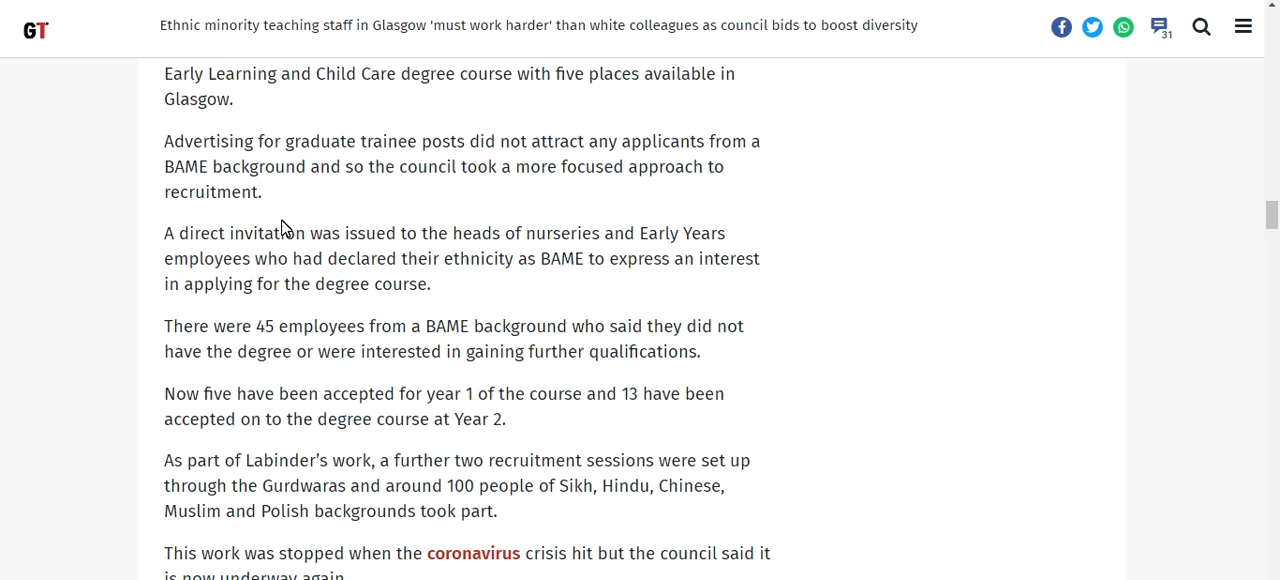 GT
Ethnic minority teaching staff in Glasgow 'must work harder' than white colleagues as council bids to boost diversity
31
Early Learning and Child Care degree course with five places available in
Glasgow.
Advertising for graduate trainee posts did not attract any applicants from a
BAME background and so the council took a more focused approach to
recruitment.
A direct invitation was issued to the heads of nurseries and Early Years
employees who had declared their ethnicity as BAME to express an interest
in applying for the degree course.
There were 45 employees from a BAME background who said they did not
have the degree or were interested in gaining further qualifications.
Now five have been accepted for year 1 of the course and 13 have been
accepted on to the degree course at Year 2.
As part of Labinder’s work, a further two recruitment sessions were set up
through the Gurdwaras and around 100 people of Sikh, Hindu, Chinese,
Muslim and Polish backgrounds took part.
This work was stopped when the coronavirus crisis hit but the council said it
is now underway again.